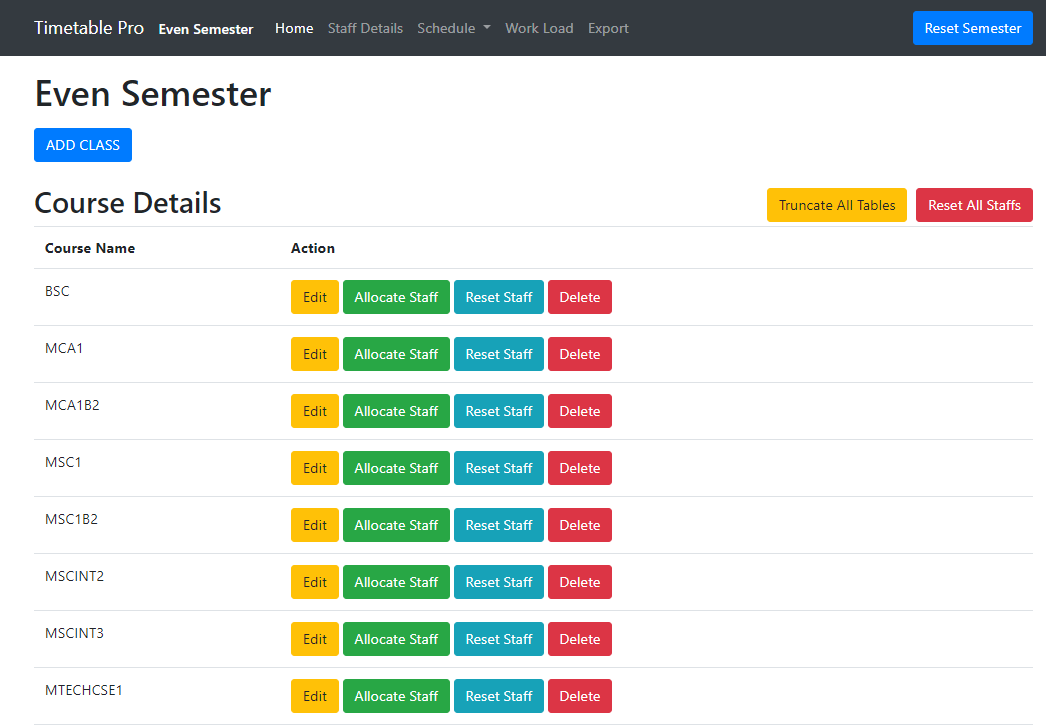 Timetable Pro Even Semester Home Staff Details Schedule Work Load Export Reset Semester
Even Semester
ADD CLASS
Course Details Truncate All Tables Reset All Staffs
Course Name Action
BSC Edit Allocate Staff Reset Staff Delete
MCA1 Edit Allocate Staff Reset Staff Delete
MCA1B2 Edit Allocate Staff Reset Staff Delete
MSC1 Edit Allocate Staff Reset Staff Delete
MSC1B2 Edit Allocate Staff Reset Staff Delete
MSCINT2 Edit Allocate Staff Reset Staff Delete
MSCINT3 Edit Allocate Staff Reset Staff Delete
MTECHCSE1 Edit Allocate Staff Reset Staff Delete